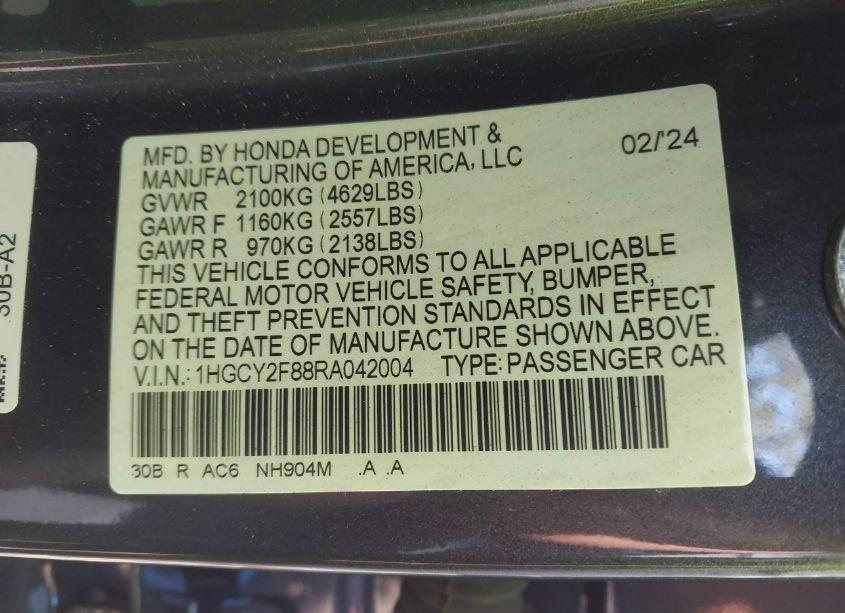 MFD. BY HONDA DEVELOPMENT &
MANUFACTURING OF AMERICA, LLC
02/'24
GVWR 2100KG (4629LBS)
GAWR F 1160KG (2557LBS)
GAWR R 970KG (2138LBS)
THIS VEHICLE CONFORMS TO ALL APPLICABLE
FEDERAL MOTOR VEHICLE SAFETY, BUMPER,
AND THEFT PREVENTION STANDARDS IN EFFECT
ON THE DATE OF MANUFACTURE SHOWN ABOVE.
V.I.N.: 1HGCY2F88RA042004 TYPE: PASSENGER CAR
30B R AC6 NH904M .A .A
30B-A2